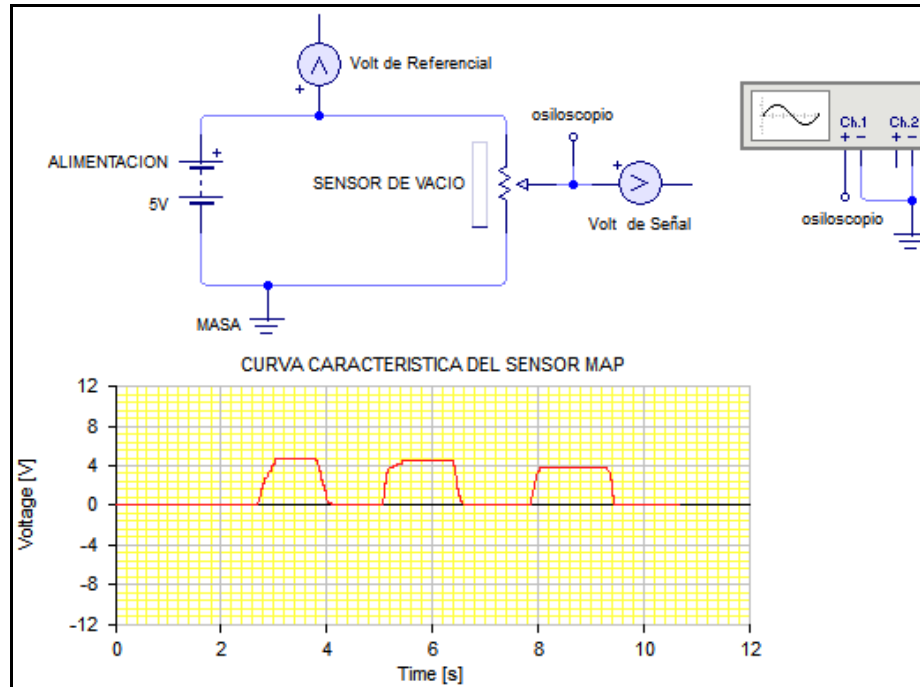 Volt de Referencial
+
osiloscopio
Ch.1 Ch.2
+ − + −
ALIMENTACION
+
5V
SENSOR DE VACIO
+
Volt de Señal
osiloscopio
MASA
CURVA CARACTERISTICA DEL SENSOR MAP
Voltage [V]
12
8
4
0
-4
-8
-12
0 2 4 6 8 10 12
Time [s]